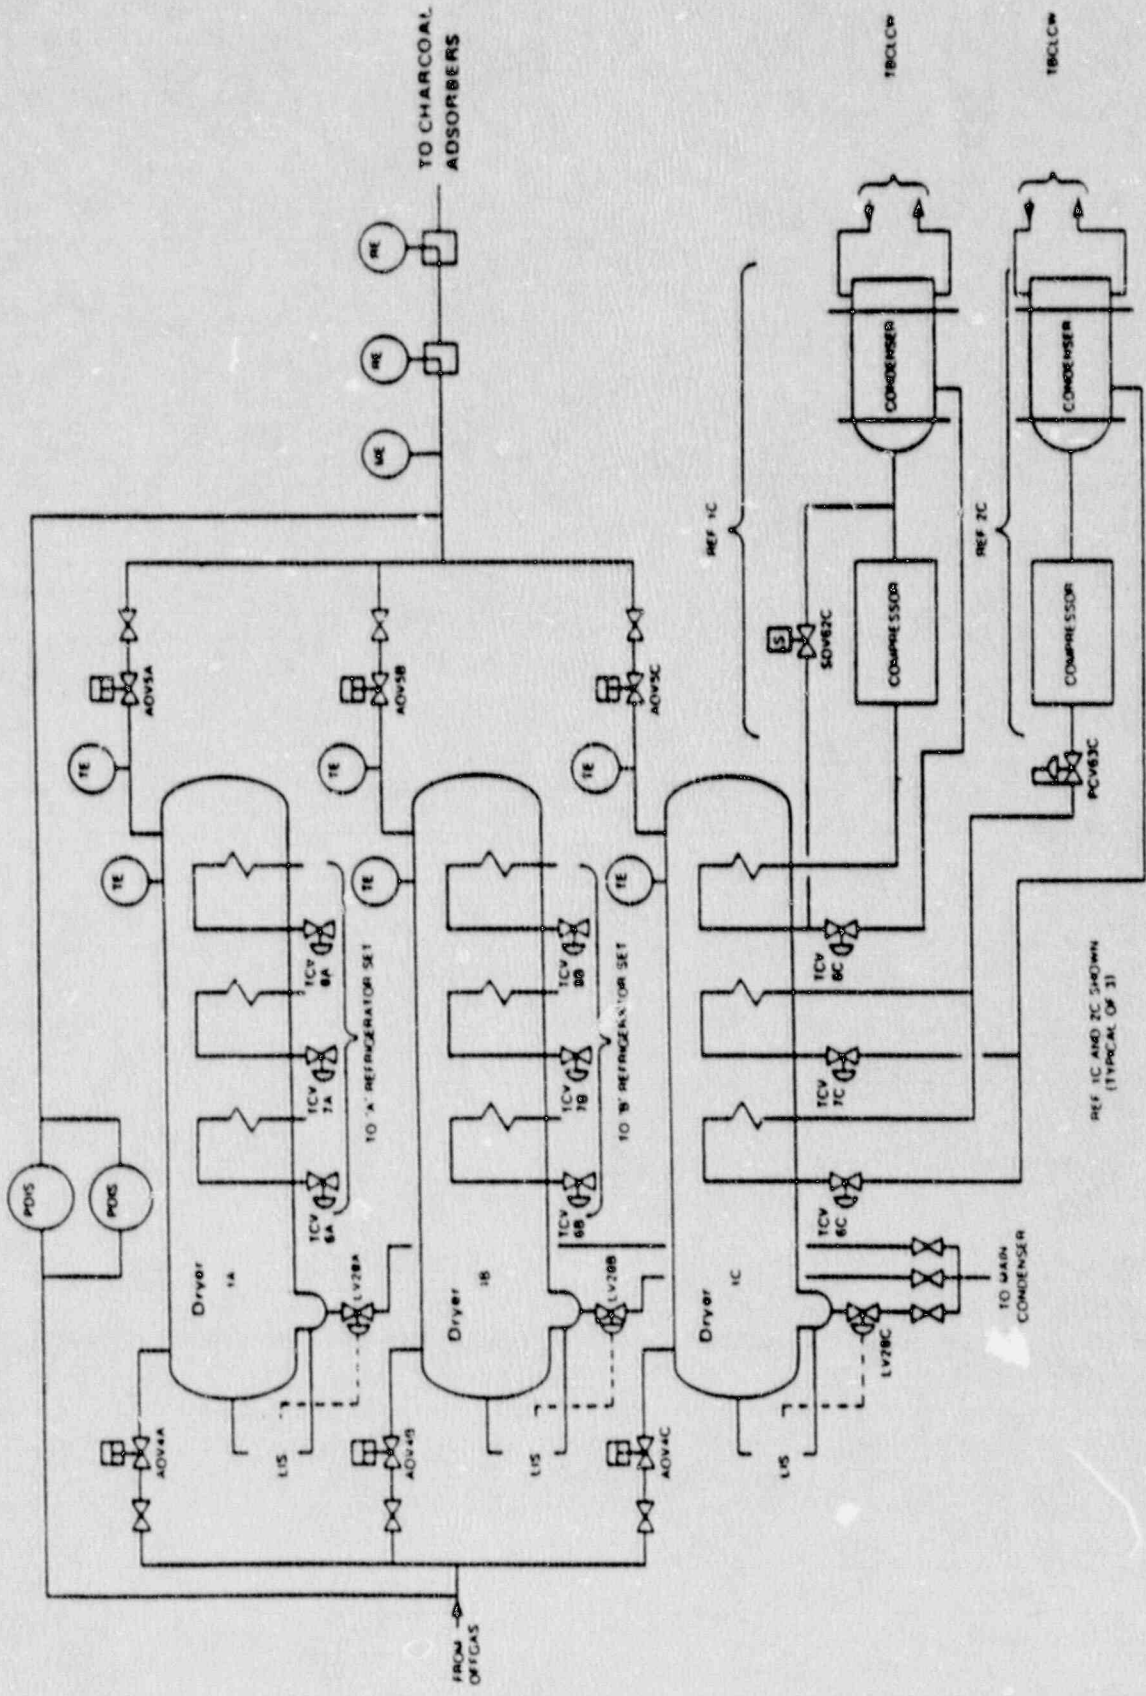 PDIS
PDIS
TE
TE
AOV4A
AOV5A
Dryer
1A
LIS
TCV
6A
TCV
7A
TCV
8A
LV28A
TO "A" REFRIGERATOR SET
TE
TE
ME
RE
RE
AOV4B
AOV5B
FROM
OFFGAS
TO CHARCOAL
ADSORBERS
Dryer
1B
LIS
TCV
6B
TCV
7B
TCV
8B
LV28B
TO "B" REFRIGERATOR SET
TE
TE
AOV4C
AOV5C
Dryer
1C
REF 1C
LIS
TCV
6C
TCV
7C
TCV
8C
S
SOV62C
LV28C
COMPRESSOR
CONDENSER
TBCLCW
REF 2C
TO MAIN
CONDENSER
COMPRESSOR
CONDENSER
TBCLCW
PCV63C
REF 1C AND 2C SHOWN
(TYPICAL OF 3)